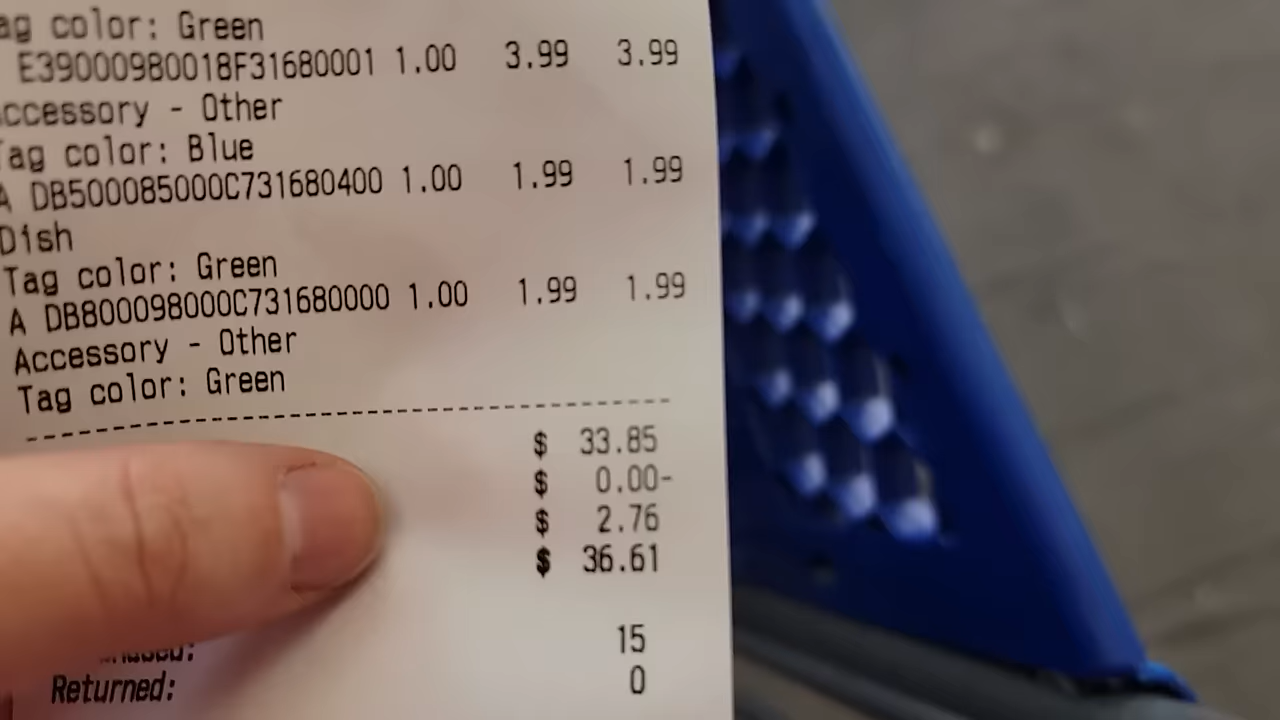 ag color: Green
E39000980018F31680001 1.00 3.99 3.99
ccessory - Other
Tag color: Blue
A DB500085000C731680400 1.00 1.99 1.99
Dish
Tag color: Green
A DB800098000C731680000 1.00 1.99 1.99
Accessory - Other
Tag color: Green
$ 33.85
$ 0.00-
$ 2.76
$ 36.61
15
Returned: 0